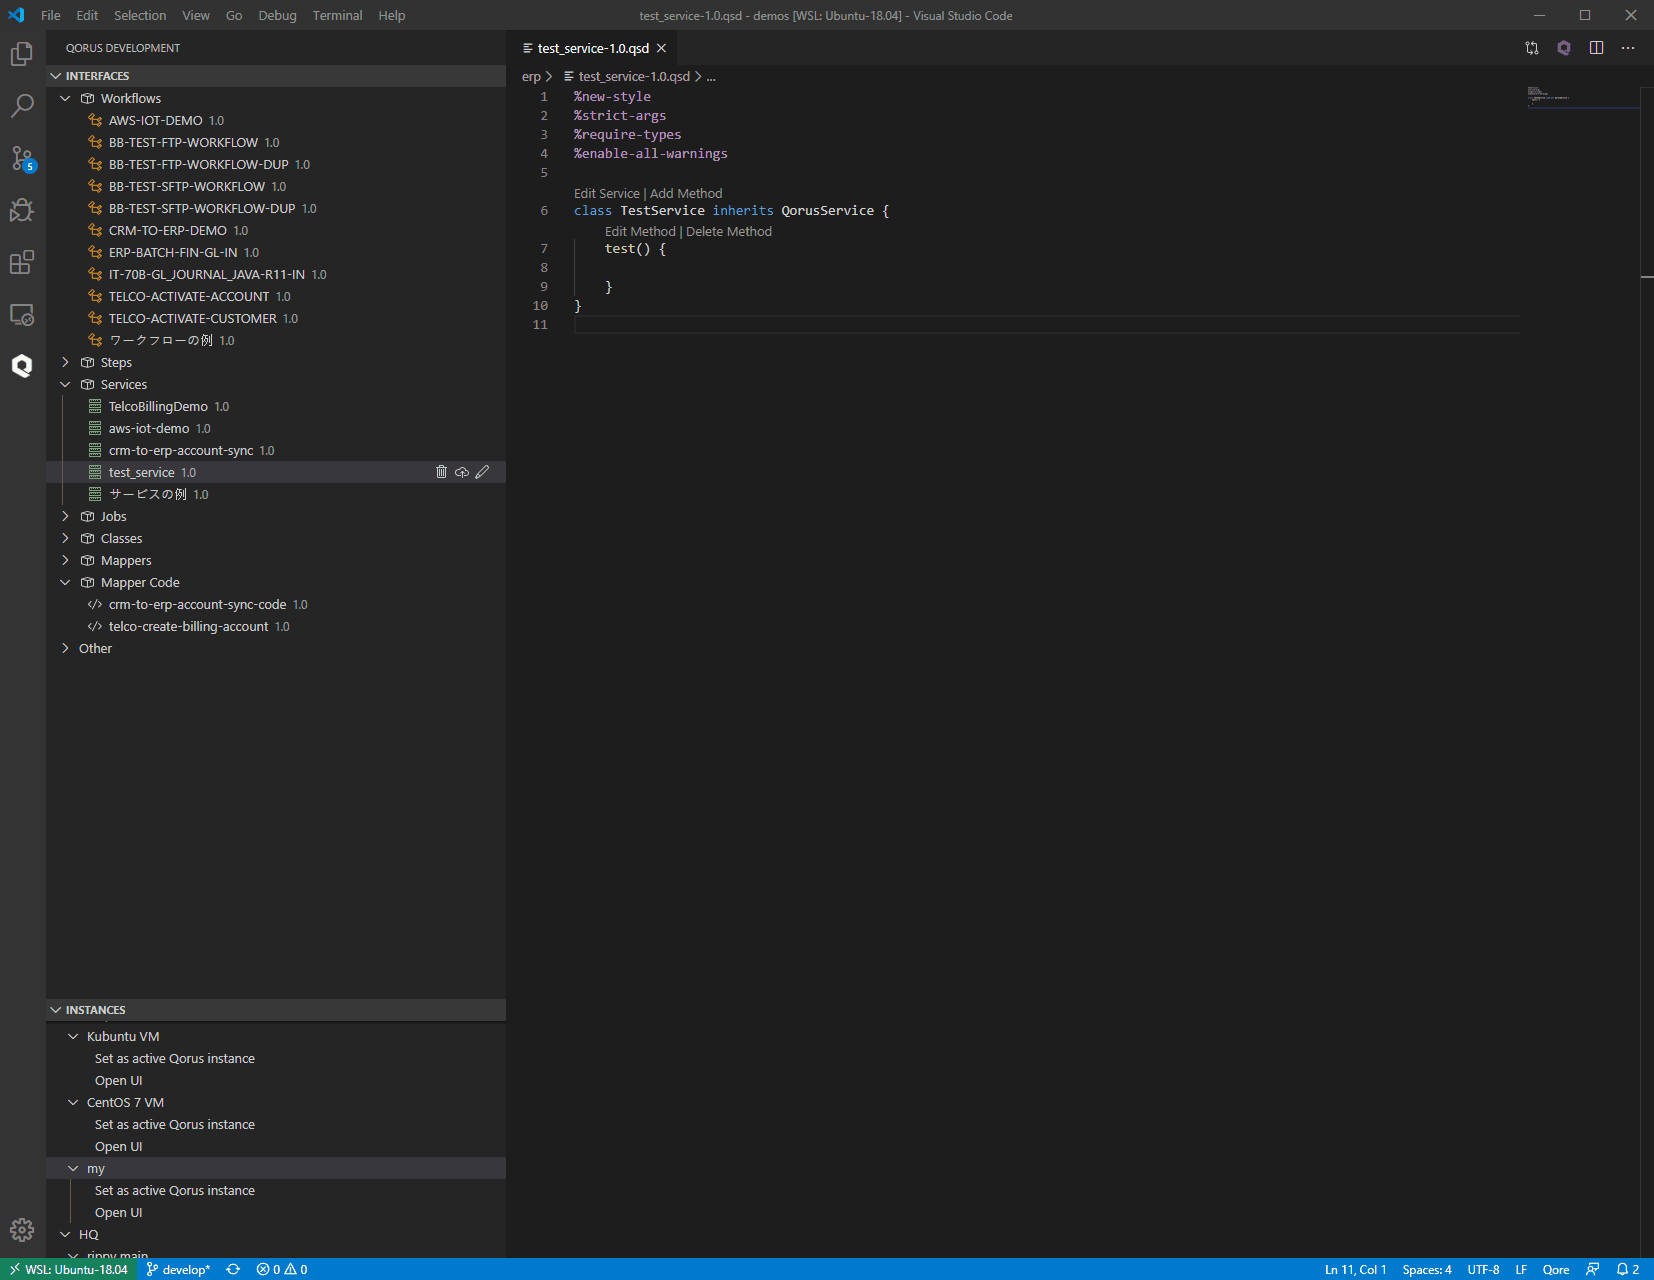 File Edit Selection View Go Debug Terminal Help
test_service-1.0.qsd - demos [WSL: Ubuntu-18.04] - Visual Studio Code
5
QORUS DEVELOPMENT
INTERFACES
Workflows
AWS-IOT-DEMO 1.0
BB-TEST-FTP-WORKFLOW 1.0
BB-TEST-FTP-WORKFLOW-DUP 1.0
BB-TEST-SFTP-WORKFLOW 1.0
BB-TEST-SFTP-WORKFLOW-DUP 1.0
CRM-TO-ERP-DEMO 1.0
ERP-BATCH-FIN-GL-IN 1.0
IT-70B-GL_JOURNAL_JAVA-R11-IN 1.0
TELCO-ACTIVATE-ACCOUNT 1.0
TELCO-ACTIVATE-CUSTOMER 1.0
ワークフローの例 1.0
Steps
Services
TelcoBillingDemo 1.0
aws-iot-demo 1.0
crm-to-erp-account-sync 1.0
test_service 1.0
サービスの例 1.0
Jobs
Classes
Mappers
Mapper Code
crm-to-erp-account-sync-code 1.0
telco-create-billing-account 1.0
Other
INSTANCES
Kubuntu VM
Set as active Qorus instance
Open UI
CentOS 7 VM
Set as active Qorus instance
Open UI
my
Set as active Qorus instance
Open UI
HQ
rippy main
test_service-1.0.qsd
erp > test_service-1.0.qsd > ...
1 %new-style
2 %strict-args
3 %require-types
4 %enable-all-warnings
5
Edit Service | Add Method
6 class TestService inherits QorusService {
Edit Method | Delete Method
7 test() {
8
9 }
10 }
11
WSL: Ubuntu-18.04 develop* 0 0
Ln 11, Col 1 Spaces: 4 UTF-8 LF Qore 2